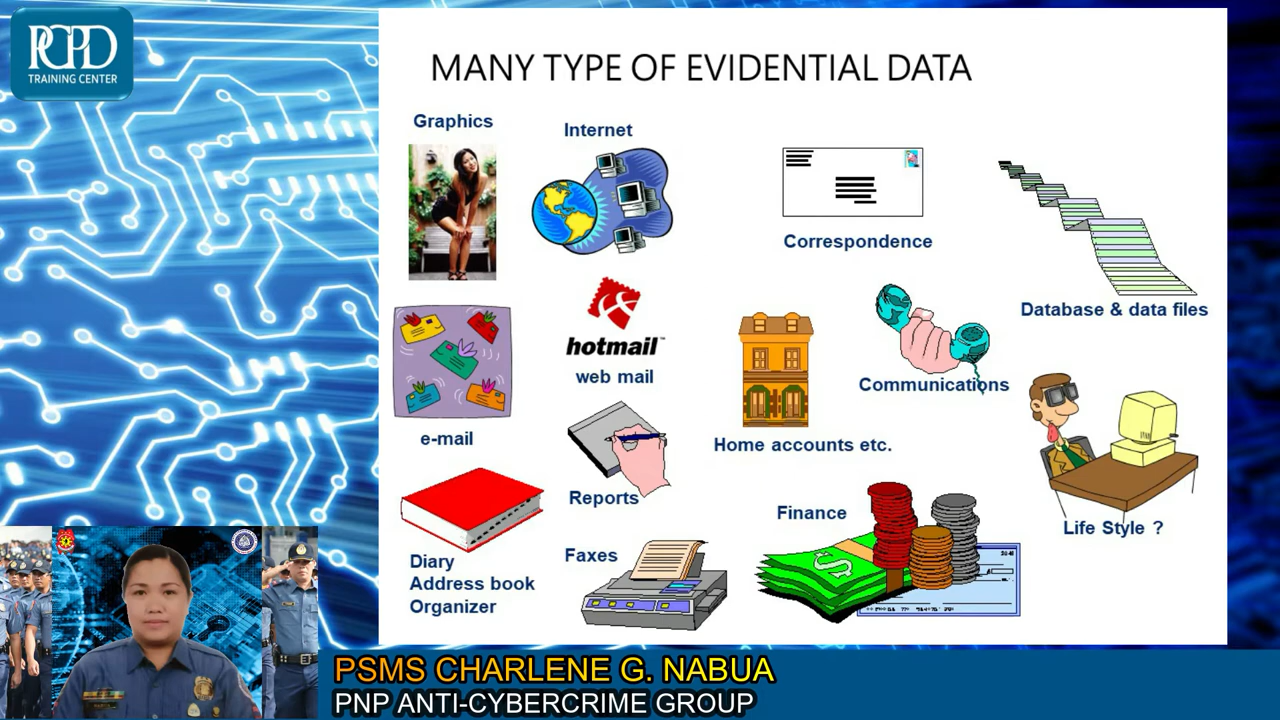 PCPD
TRAINING CENTER
MANY TYPE OF EVIDENTIAL DATA
Graphics
Internet
Correspondence
Database & data files
hotmail™
web mail
e-mail
Communications
Home accounts etc.
Reports
Diary
Address book
Organizer
Faxes
Finance
Life Style ?
PSMS CHARLENE G. NABUA
PNP ANTI-CYBERCRIME GROUP